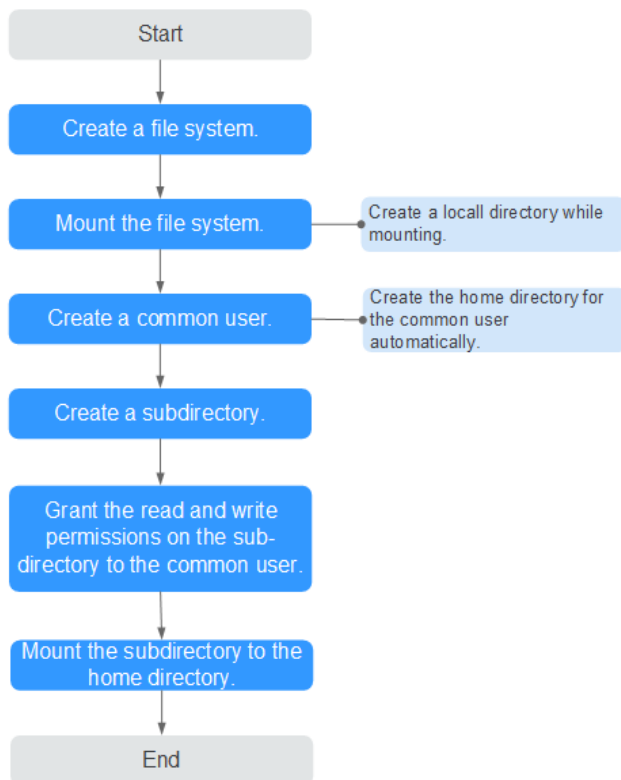 Start
Create a file system.
Mount the file system.
Create a locall directory while
mounting.
Create a common user.
Create the home directory for
the common user
automatically.
Create a subdirectory.
Grant the read and write
permissions on the sub-
directory to the common user.
Mount the subdirectory to the
home directory.
End